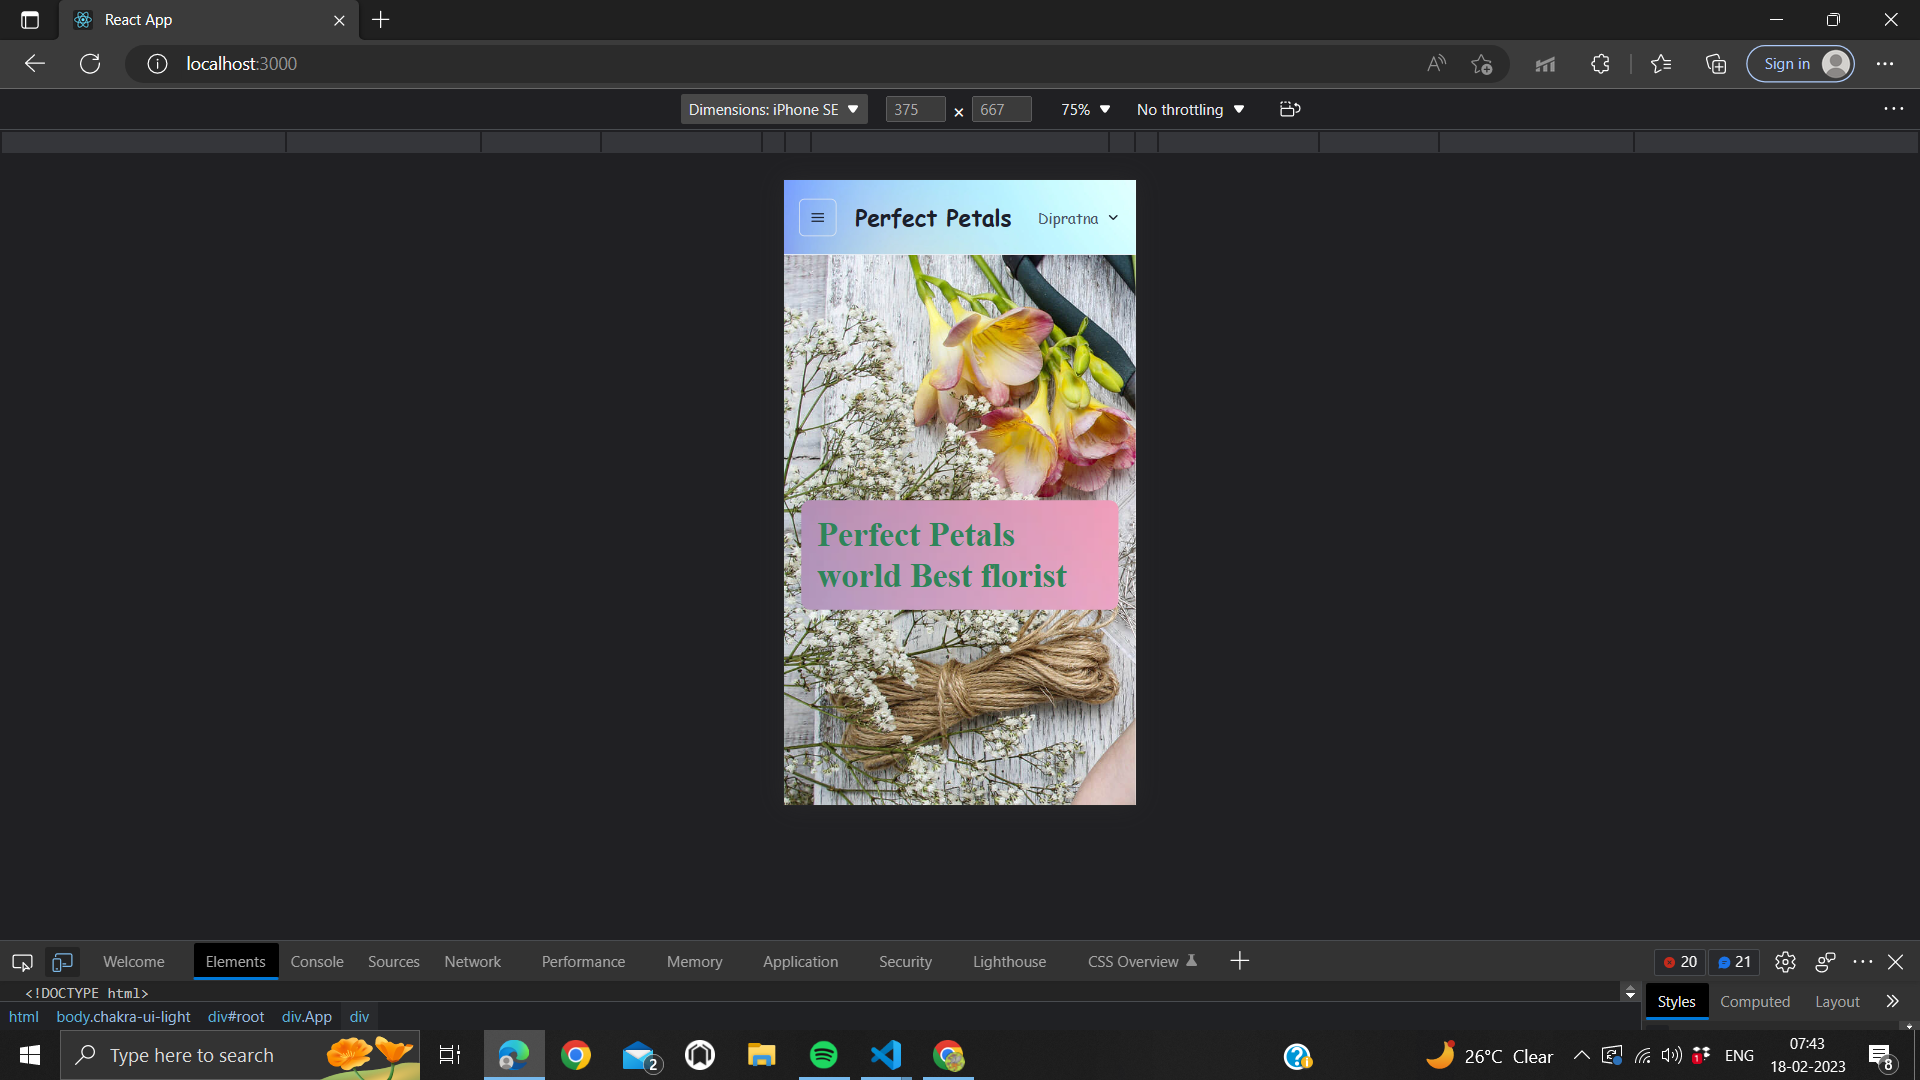 React App
localhost:3000
Sign in
Dimensions: iPhone SE
375 × 667
75%
No throttling
Perfect Petals
Dipratna
Perfect Petals
world Best florist
Welcome
Elements
Console
Sources
Network
Performance
Memory
Application
Security
Lighthouse
CSS Overview
20
21
<!DOCTYPE html>
html body.chakra-ui-light div#root div.App div
Styles
Computed
Layout
Type here to search
2
26°C Clear
1
ENG
07:43
18-02-2023
8